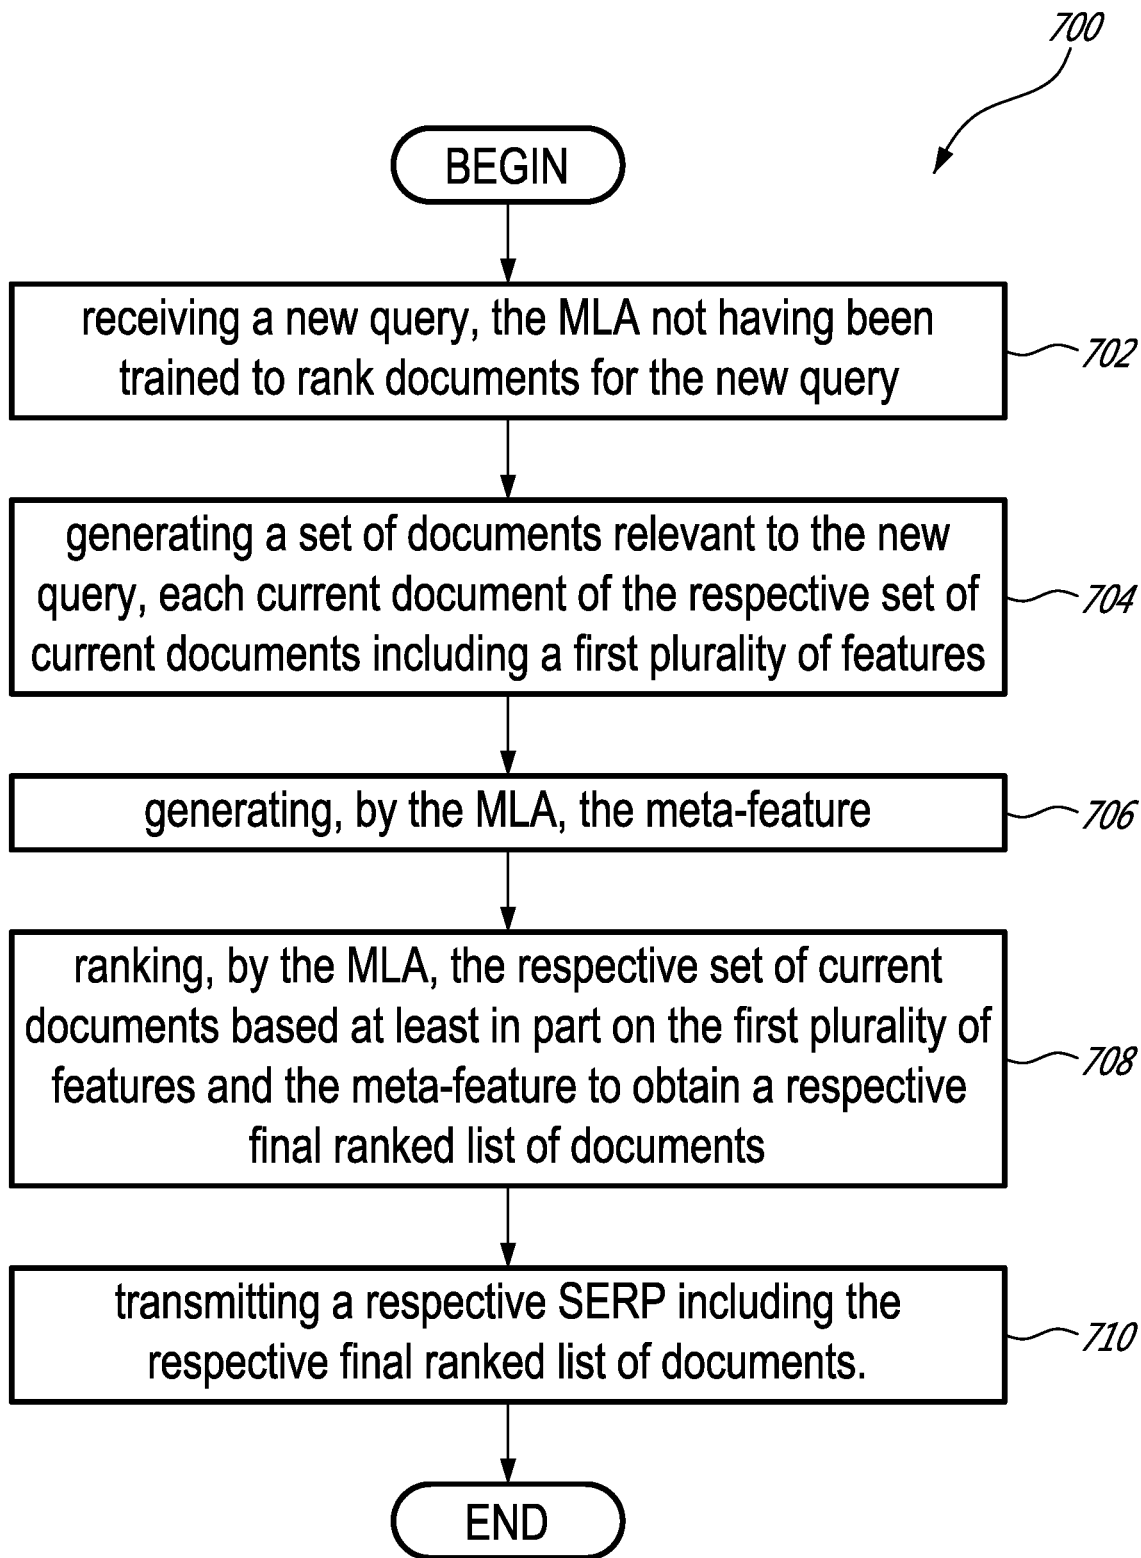 700
BEGIN
receiving a new query, the MLA not having been
trained to rank documents for the new query
702
generating a set of documents relevant to the new
query, each current document of the respective set of
current documents including a first plurality of features
704
generating, by the MLA, the meta-feature
706
ranking, by the MLA, the respective set of current
documents based at least in part on the first plurality of
features and the meta-feature to obtain a respective
final ranked list of documents
708
transmitting a respective SERP including the
respective final ranked list of documents.
710
END